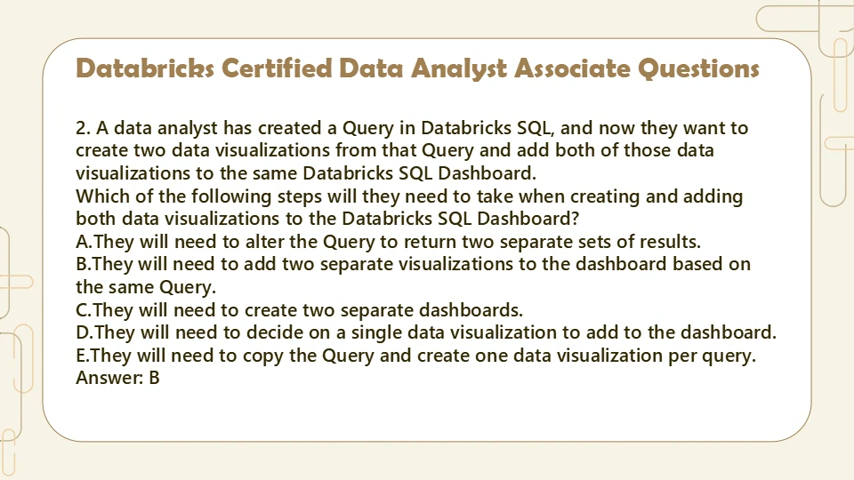 Databricks Certified Data Analyst Associate Questions
2. A data analyst has created a Query in Databricks SQL, and now they want to
create two data visualizations from that Query and add both of those data
visualizations to the same Databricks SQL Dashboard.
Which of the following steps will they need to take when creating and adding
both data visualizations to the Databricks SQL Dashboard?
A.They will need to alter the Query to return two separate sets of results.
B.They will need to add two separate visualizations to the dashboard based on
the same Query.
C.They will need to create two separate dashboards.
D.They will need to decide on a single data visualization to add to the dashboard.
E.They will need to copy the Query and create one data visualization per query.
Answer: B